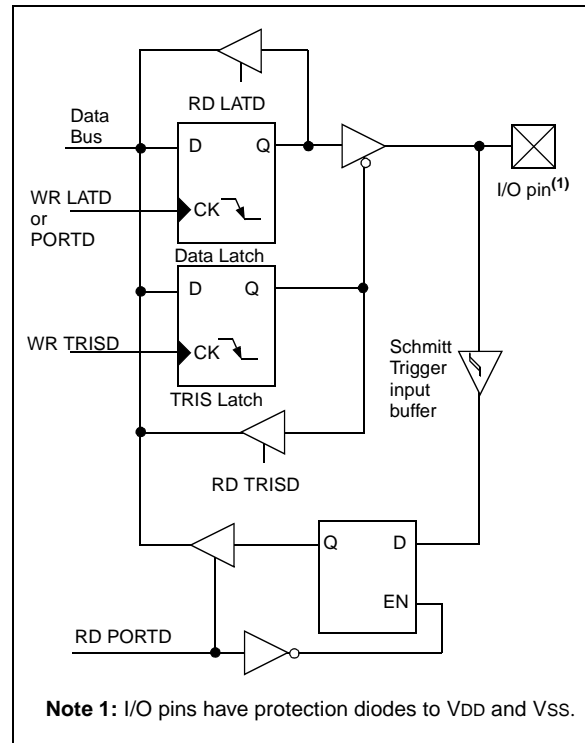 RD LATD
Data
Bus
D Q
WR LATD
or
PORTD
CK
Data Latch
I/O pin(1)
D Q
WR TRISD
CK
TRIS Latch
Schmitt
Trigger
input
buffer
RD TRISD
Q D
EN
RD PORTD
Note 1: I/O pins have protection diodes to VDD and VSS.